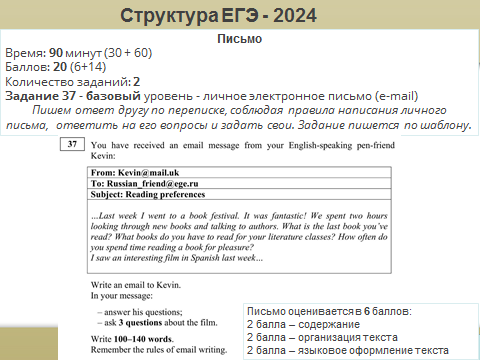 Структура ЕГЭ - 2024
Письмо
Время: 90 минут (30 + 60)
Баллов: 20 (6+14)
Количество заданий: 2
Задание 37 - базовый уровень - личное электронное письмо (e-mail)
Пишем ответ другу по переписке, соблюдая правила написания личного
письма, ответить на его вопросы и задать свои. Задание пишется по шаблону.
37 You have received an email message from your English-speaking pen-friend
Kevin:
From: Kevin@mail.uk
To: Russian_friend@ege.ru
Subject: Reading preferences
…Last week I went to a book festival. It was fantastic! We spent two hours
looking through new books and talking to authors. What is the last book you've
read? What books do you have to read for your literature classes? How often do
you spend time reading a book for pleasure?
I saw an interesting film in Spanish last week…
Write an email to Kevin.
In your message:
– answer his questions;
– ask 3 questions about the film.
Write 100–140 words.
Remember the rules of email writing.
Письмо оценивается в 6 баллов:
2 балла – содержание
2 балла – организация текста
2 балла – языковое оформление текста